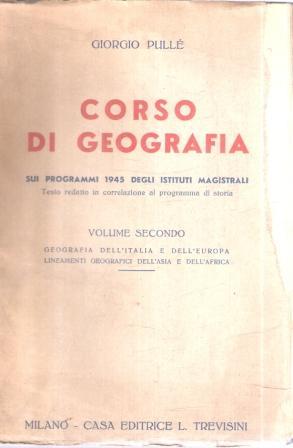 GIORGIO PULLÉ
CORSO
DI GEOGRAFIA
SUI PROGRAMMI 1945 DEGLI ISTITUTI MAGISTRALI
Testo redatto in correlazione al programma di storia
VOLUME SECONDO
GEOGRAFIA DELL'ITALIA E DELL'EUROPA
LINEAMENTI GEOGRAFICI DELL'ASIA E DELL'AFRICA
MILANO - CASA EDITRICE L. TREVISINI